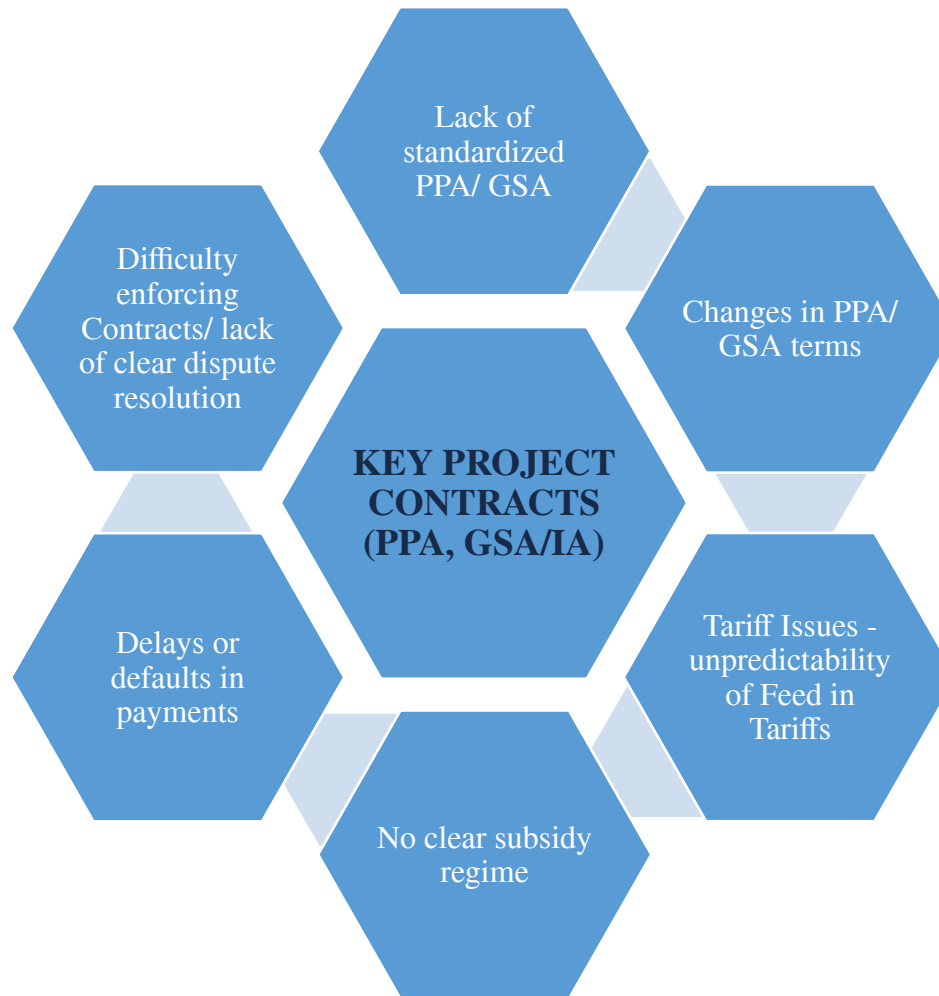 Lack of
standardized
PPA/ GSA
Changes in PPA/
GSA terms
Tariff Issues -
unpredictability
of Feed in
Tariffs
No clear subsidy
regime
Delays or
defaults in
payments
Difficulty
enforcing
Contracts/ lack
of clear dispute
resolution
KEY PROJECT
CONTRACTS
(PPA, GSA/IA)